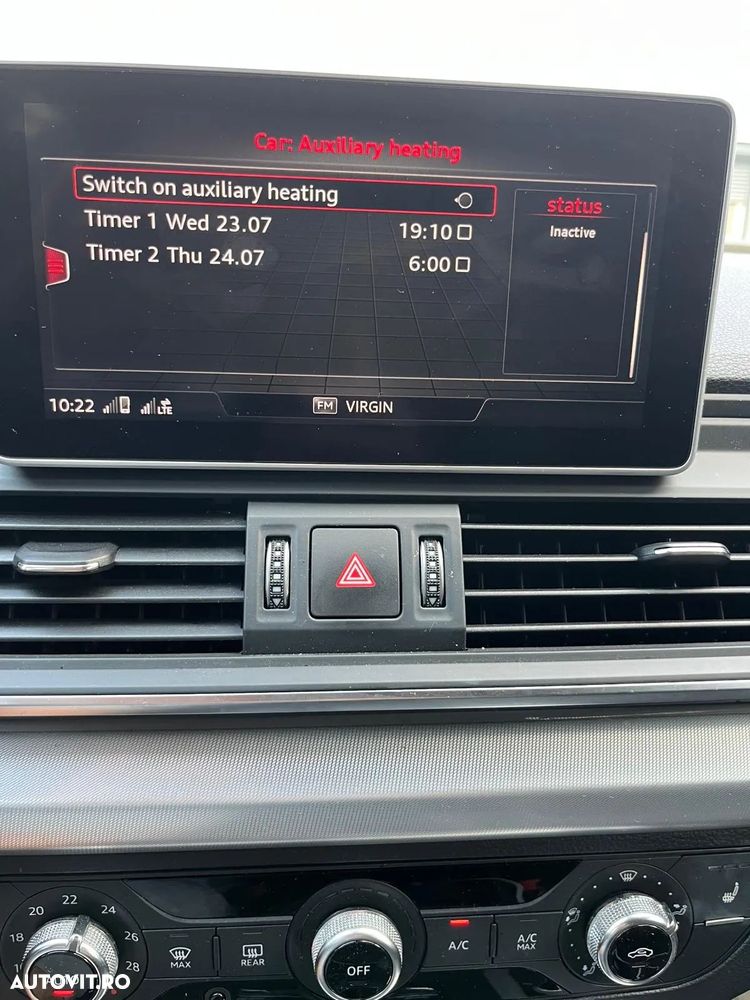 Car: Auxiliary heating
Switch on auxiliary heating
Timer 1 Wed 23.07 19:10
Timer 2 Thu 24.07 6:00
status
Inactive
10:22 LTE FM VIRGIN
18 20 22 24 26 28
MAX
REAR
OFF
A/C
A/C MAX
AUTOVIT.RO